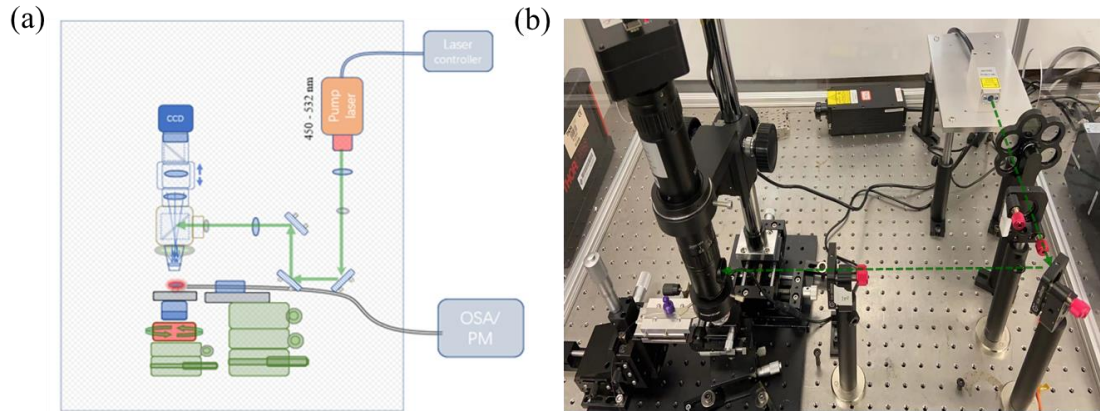 (a)
(b)
Laser
controller
450 - 532 nm
Pump
laser
CCD
OSA/
PM